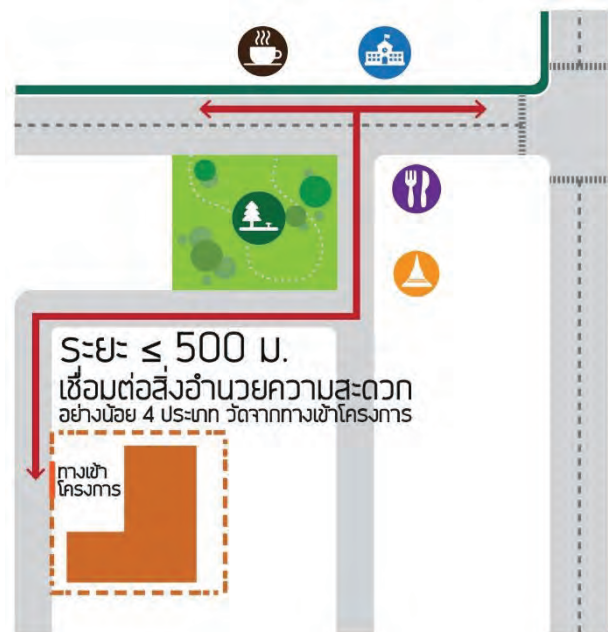 ระยะ ≤ 500 ม.
เชื่อมต่อสิ่งอำนวยความสะดวก
อย่างน้อย 4 ประเภท วัดจากทางเข้าโครงการ
ทางเข้า
โครงการ